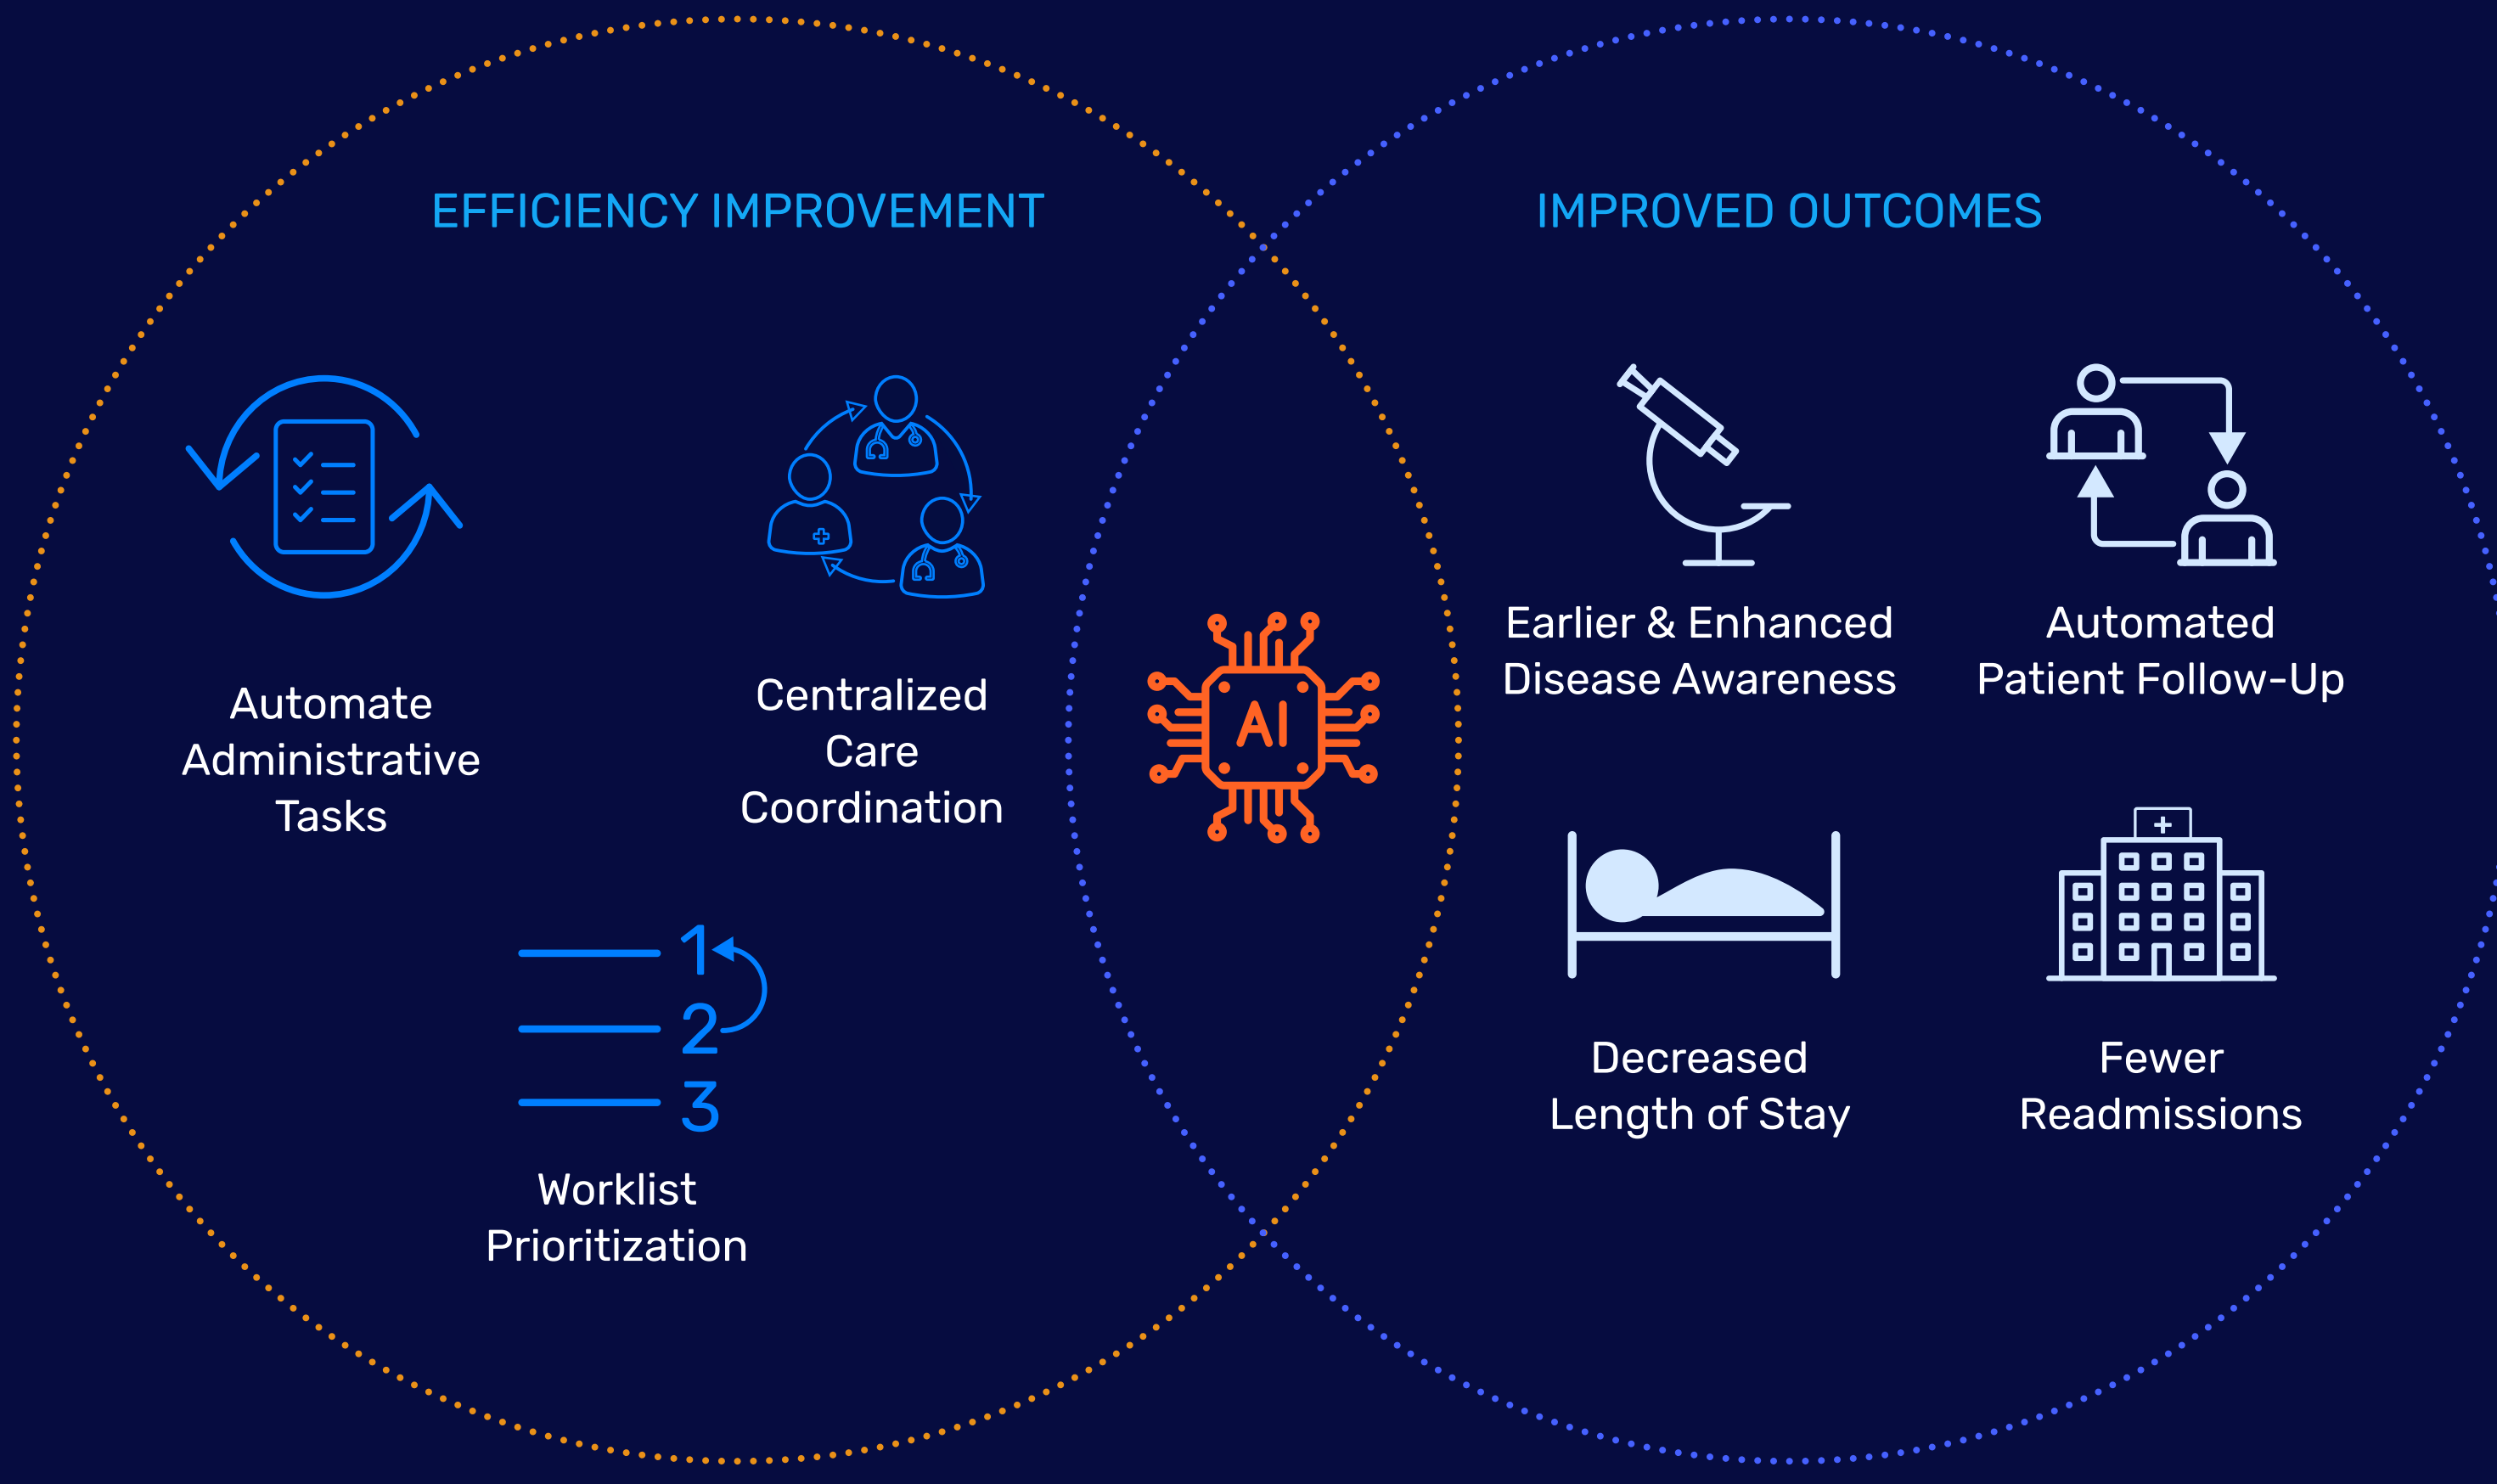 EFFICIENCY IMPROVEMENT
Automate
Administrative
Tasks
Centralized
Care
Coordination
1
2
3
Worklist
Prioritization
AI
IMPROVED OUTCOMES
Earlier & Enhanced
Disease Awareness
Automated
Patient Follow-Up
Decreased
Length of Stay
Fewer
Readmissions